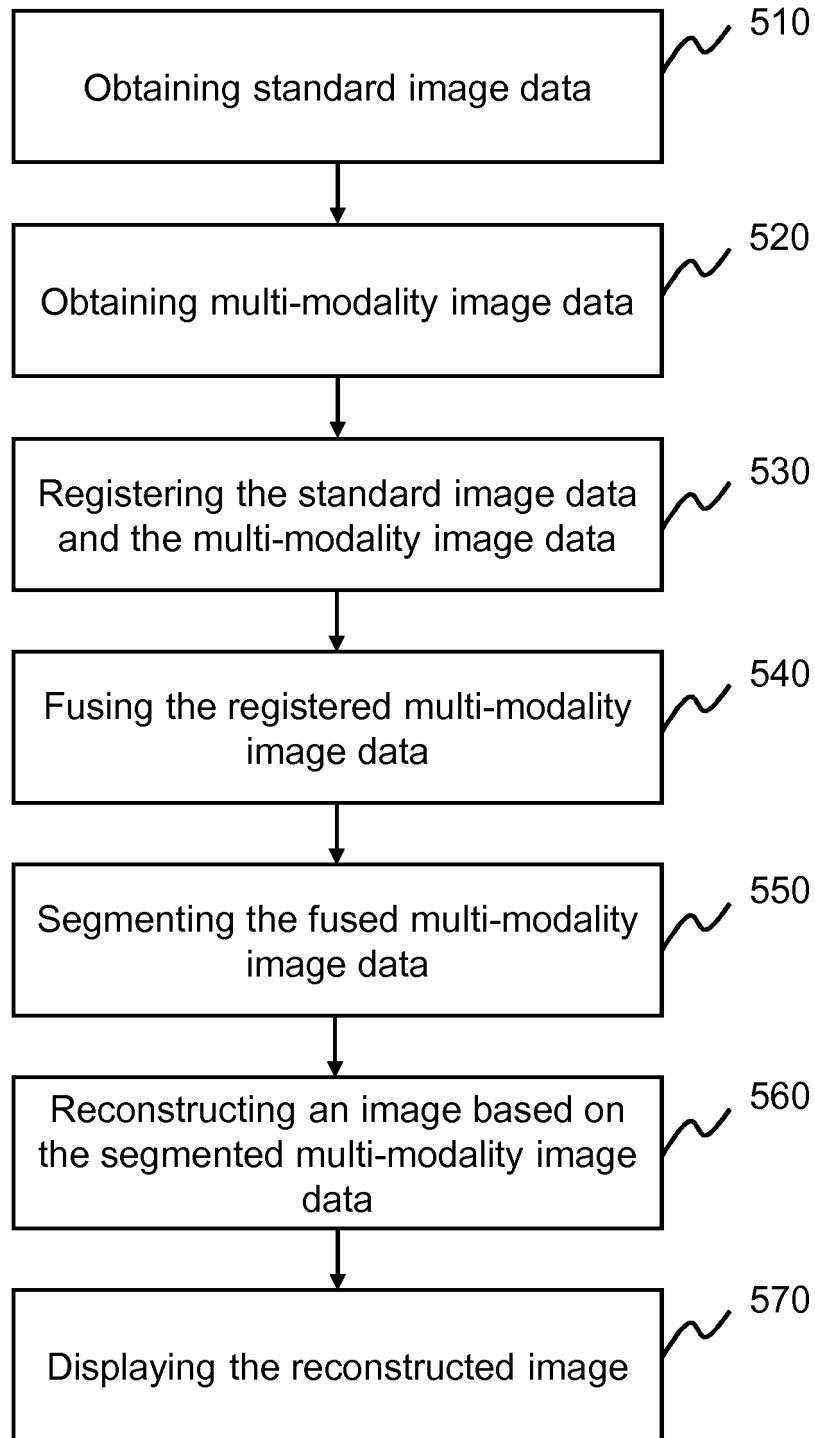 510
Obtaining standard image data
520
Obtaining multi-modality image data
530
Registering the standard image data
and the multi-modality image data
540
Fusing the registered multi-modality
image data
550
Segmenting the fused multi-modality
image data
560
Reconstructing an image based on
the segmented multi-modality image
data
570
Displaying the reconstructed image